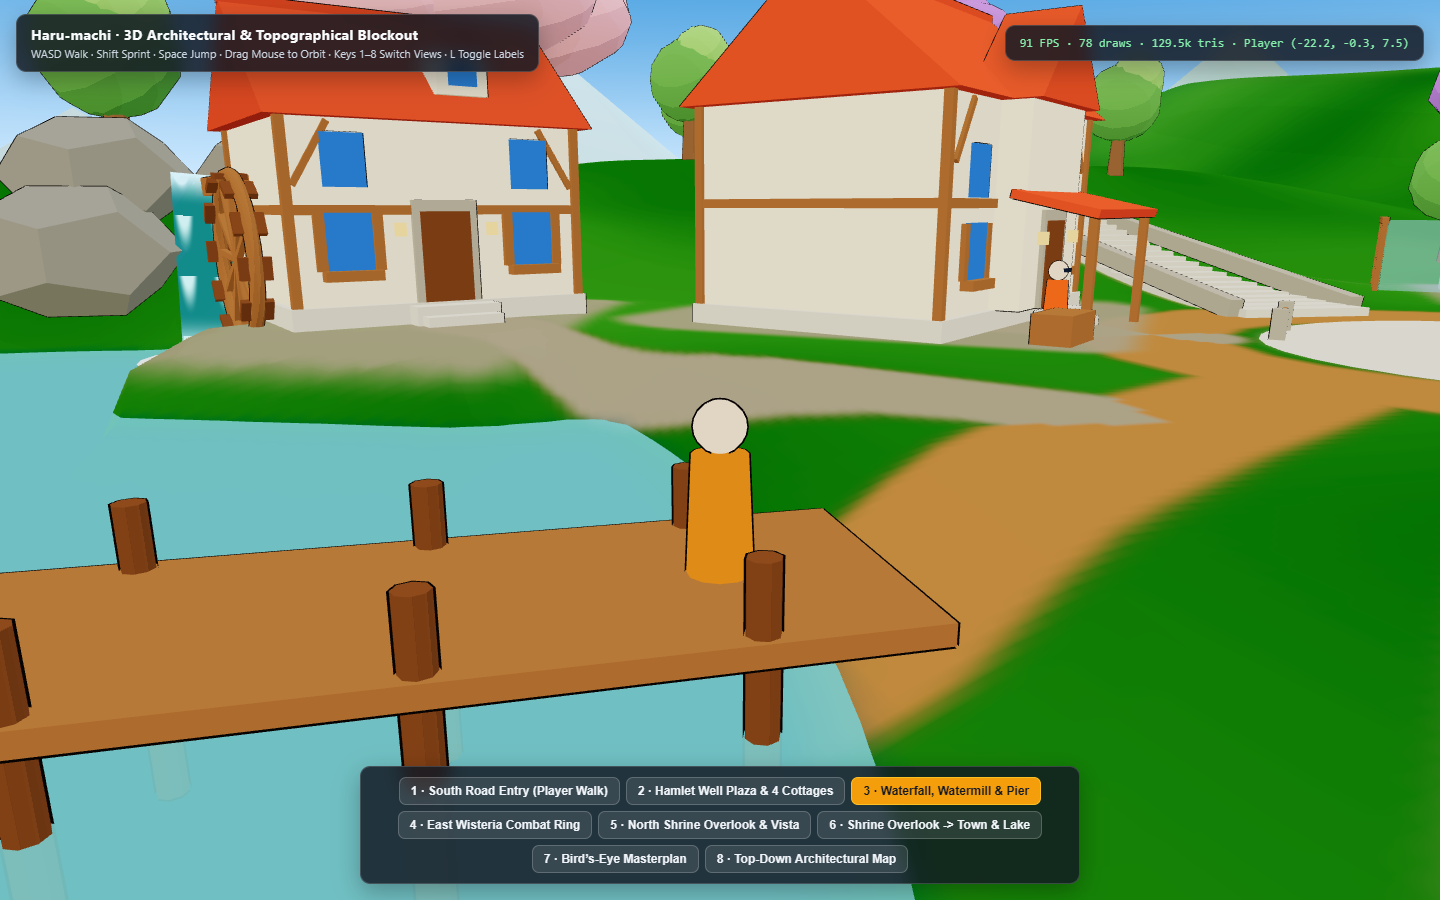 Haru-machi · 3D Architectural & Topographical Blockout
WASD Walk · Shift Sprint · Space Jump · Drag Mouse to Orbit · Keys 1–8 Switch Views · L Toggle Labels
91 FPS · 78 draws · 129.5k tris · Player (-22.2, -0.3, 7.5)
1 · South Road Entry (Player Walk)
2 · Hamlet Well Plaza & 4 Cottages
3 · Waterfall, Watermill & Pier
4 · East Wisteria Combat Ring
5 · North Shrine Overlook & Vista
6 · Shrine Overlook -> Town & Lake
7 · Bird's-Eye Masterplan
8 · Top-Down Architectural Map